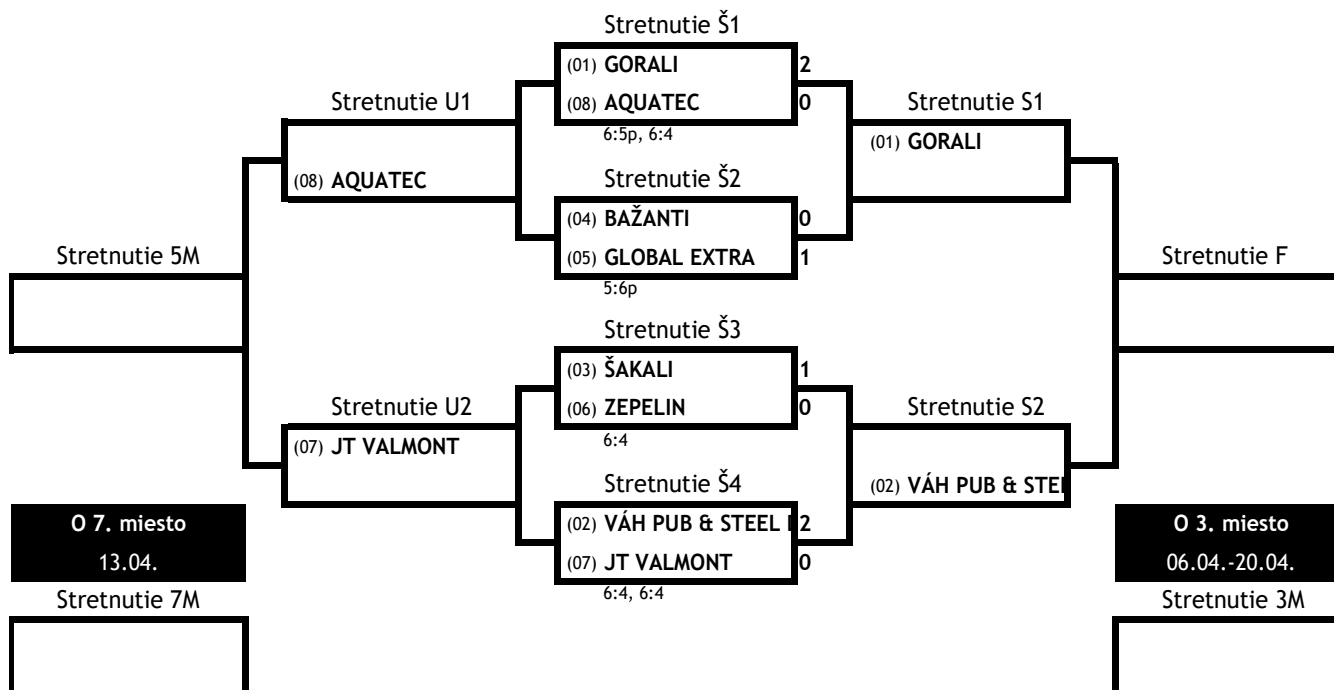 Stretnutie Š1
(01) GORALI 2
(08) AQUATEC 0
6:5p, 6:4
Stretnutie U1
(08) AQUATEC
Stretnutie S1
(01) GORALI
Stretnutie Š2
(04) BAŽANTI 0
(05) GLOBAL EXTRA 1
5:6p
Stretnutie 5M
Stretnutie F
Stretnutie Š3
(03) ŠAKALI 1
(06) ZEPELIN 0
6:4
Stretnutie U2
(07) JT VALMONT
Stretnutie S2
(02) VÁH PUB &
Stretnutie Š4
(02) VÁH PUB & STEEL 2
(07) JT VALMONT 0
6:4, 6:4
O 7. miesto
13.04.
Stretnutie 7M
O 3. miesto
06.04.-20.04.
Stretnutie 3M